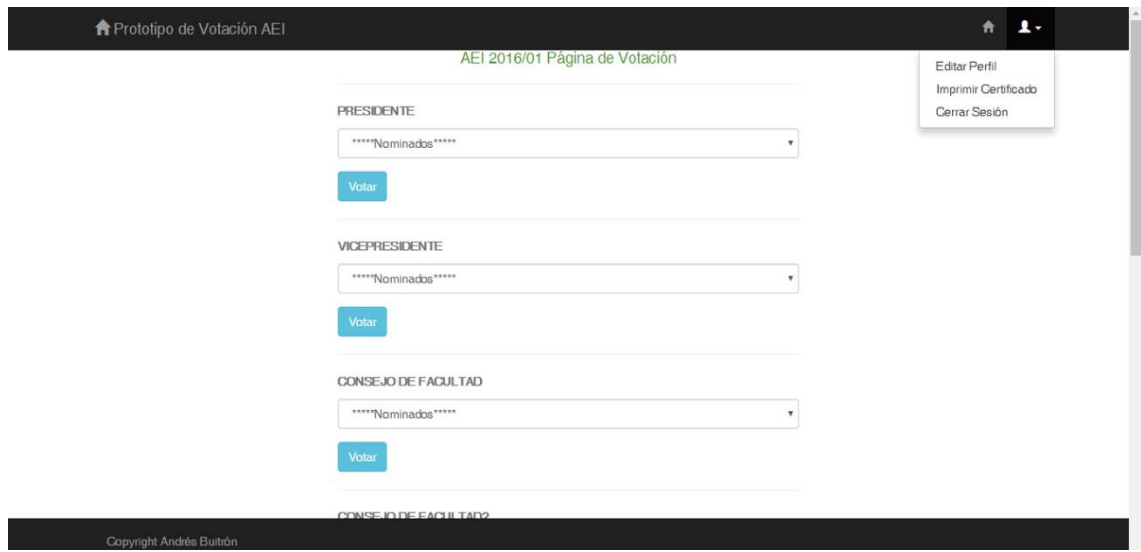 Prototipo de Votación AEI
AEI 2016/01 Página de Votación
Editar Perfil
Imprimir Certificado
Cerrar Sesión
PRESIDENTE
*****Nominados*****
Votar
VICEPRESIDENTE
*****Nominados*****
Votar
CONSEJO DE FACULTAD
*****Nominados*****
Votar
CONSEJO DE FACULTAD2
Copyright Andrés Buitrón